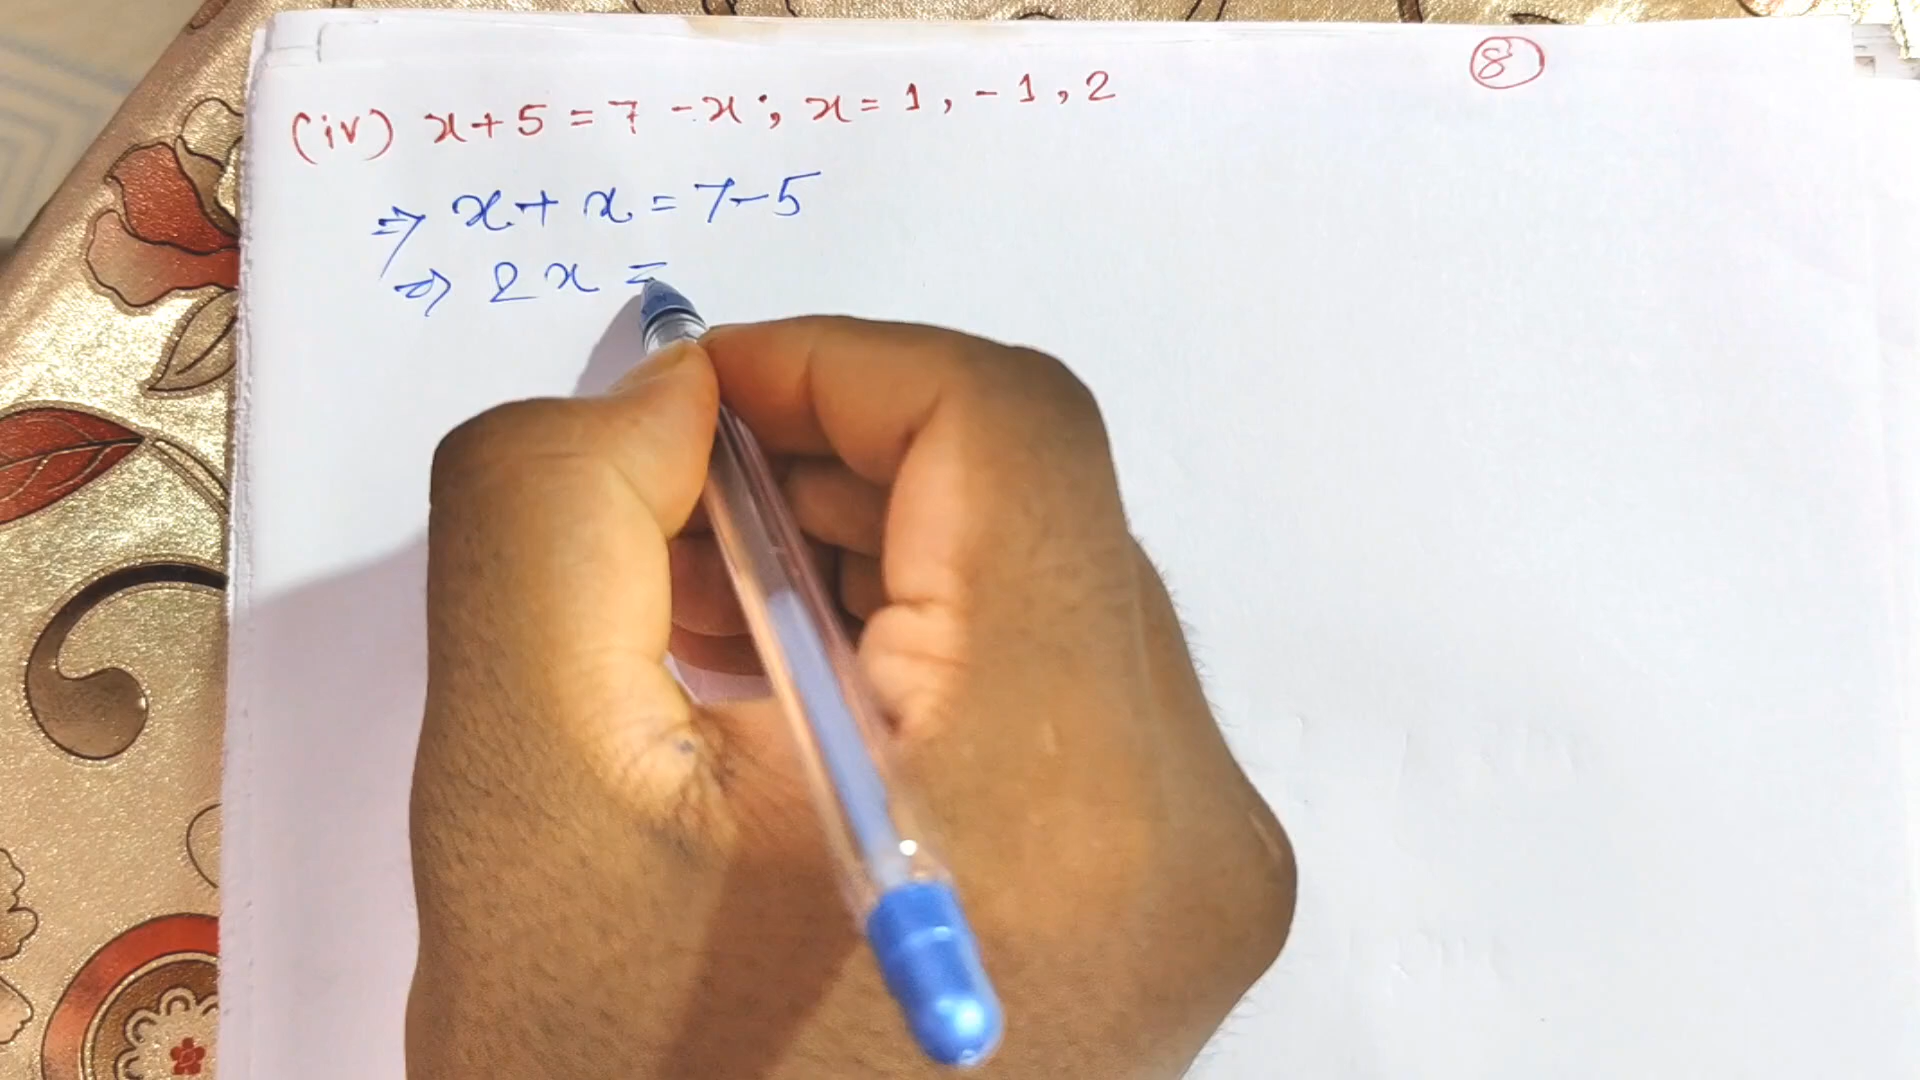 8
(iv) x+5=7-x; x=1, -1, 2
⇒ x+x=7-5
⇒ 2x =